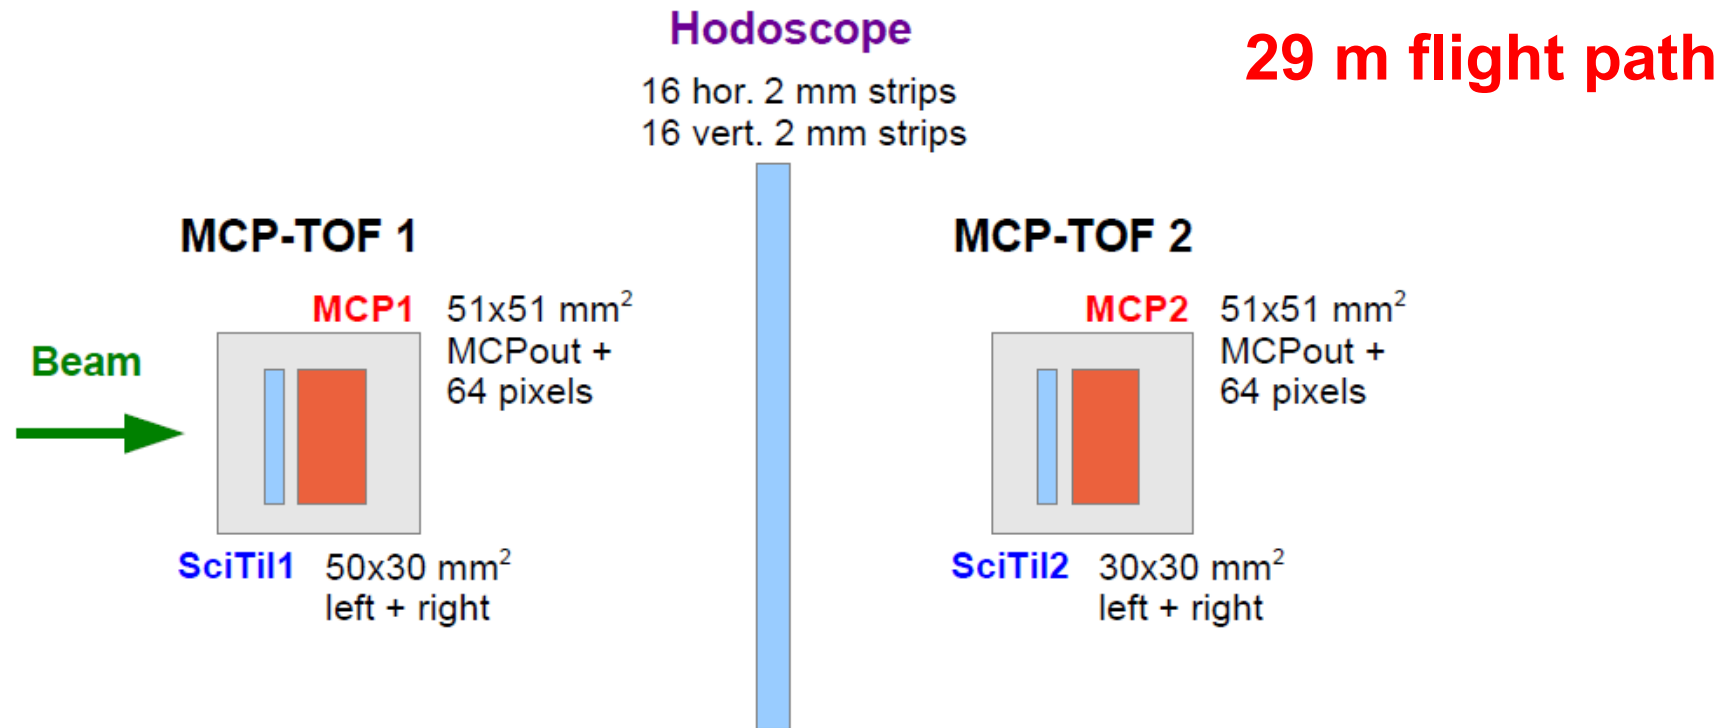 Hodoscope
16 hor. 2 mm strips
16 vert. 2 mm strips
29 m flight path
MCP-TOF 1
MCP1
51x51 mm²
MCPout +
64 pixels
Beam
SciTil1
50x30 mm²
left + right
MCP-TOF 2
MCP2
51x51 mm²
MCPout +
64 pixels
SciTil2
30x30 mm²
left + right